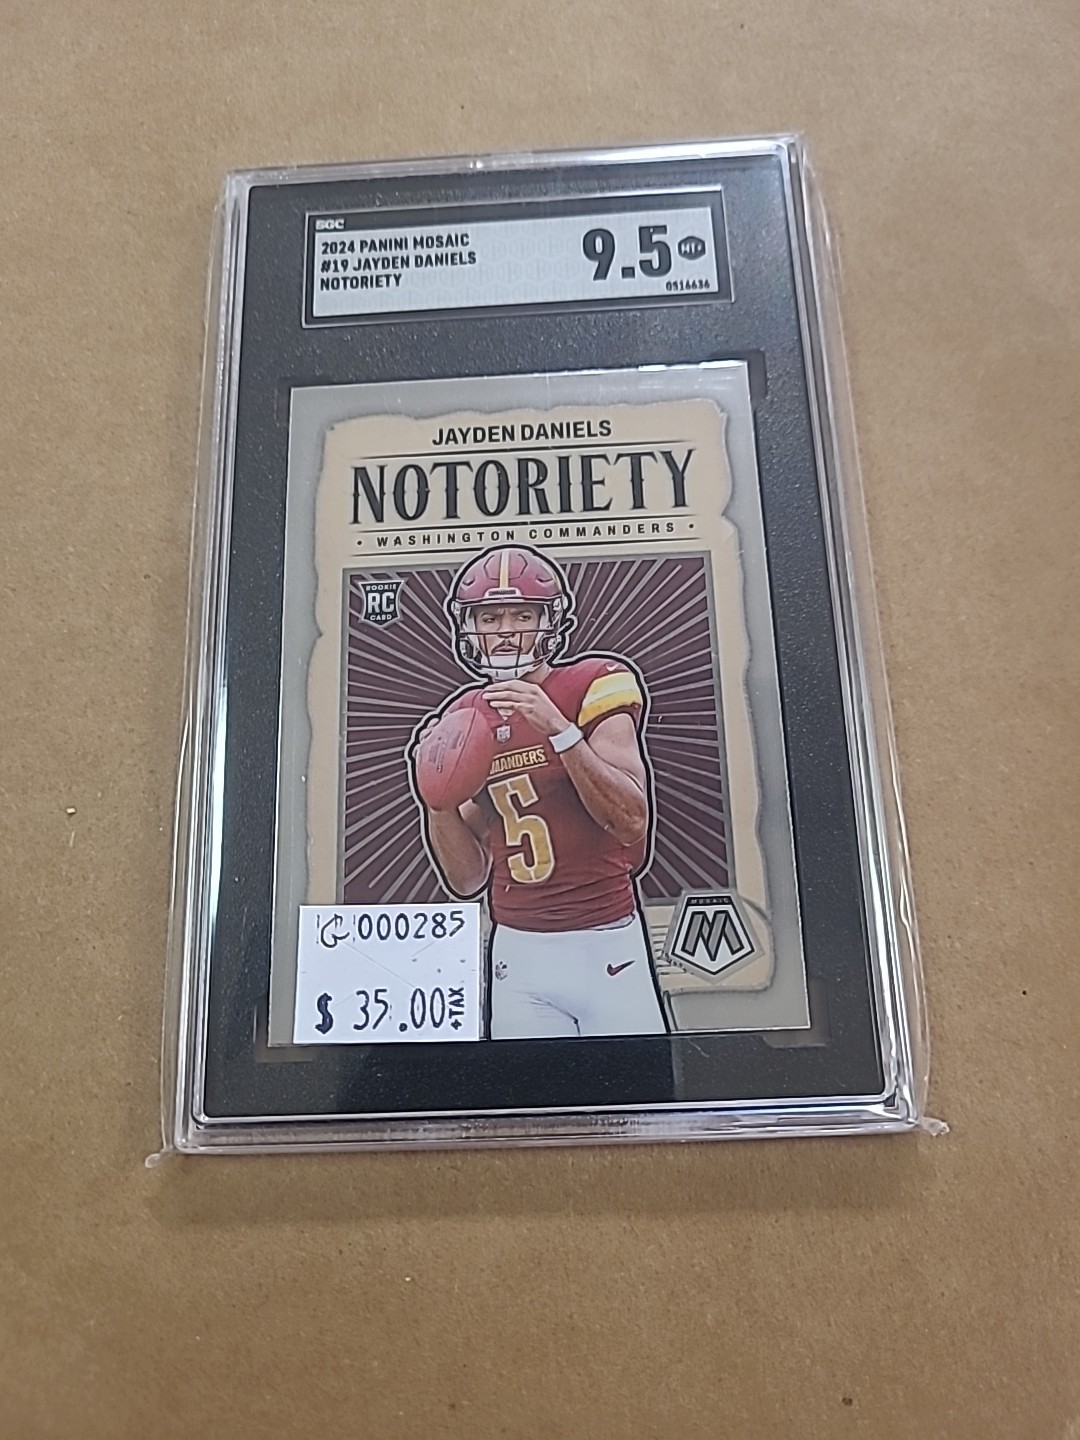 SGC
2024 PANINI MOSAIC
#19 JAYDEN DANIELS
NOTORIETY
9.5
MT+
0516636
JAYDEN DANIELS
NOTORIETY
• WASHINGTON COMMANDERS •
ROOKIE
RC
CARD
MANDERS
5
MOSAIC
M
G 000285
$ 35.00
+TAX